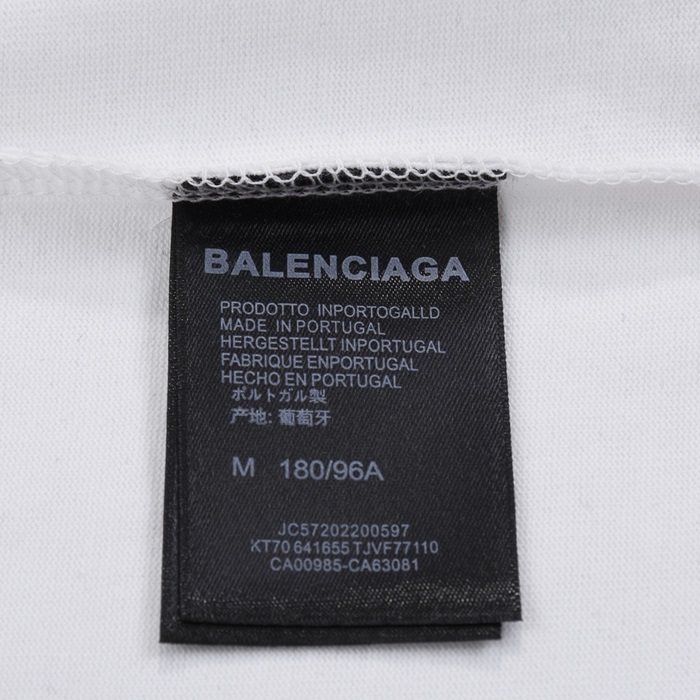 BALENCIAGA
PRODOTTO INPORTOGALLD
MADE IN PORTUGAL
HERGESTELLT INPORTUGAL
FABRIQUE ENPORTUGAL
HECHO EN PORTUGAL
ポルトガル製
产地: 葡萄牙
M 180/96A
JC57202200597
KT70 641655 TJVF77110
CA00985-CA63081